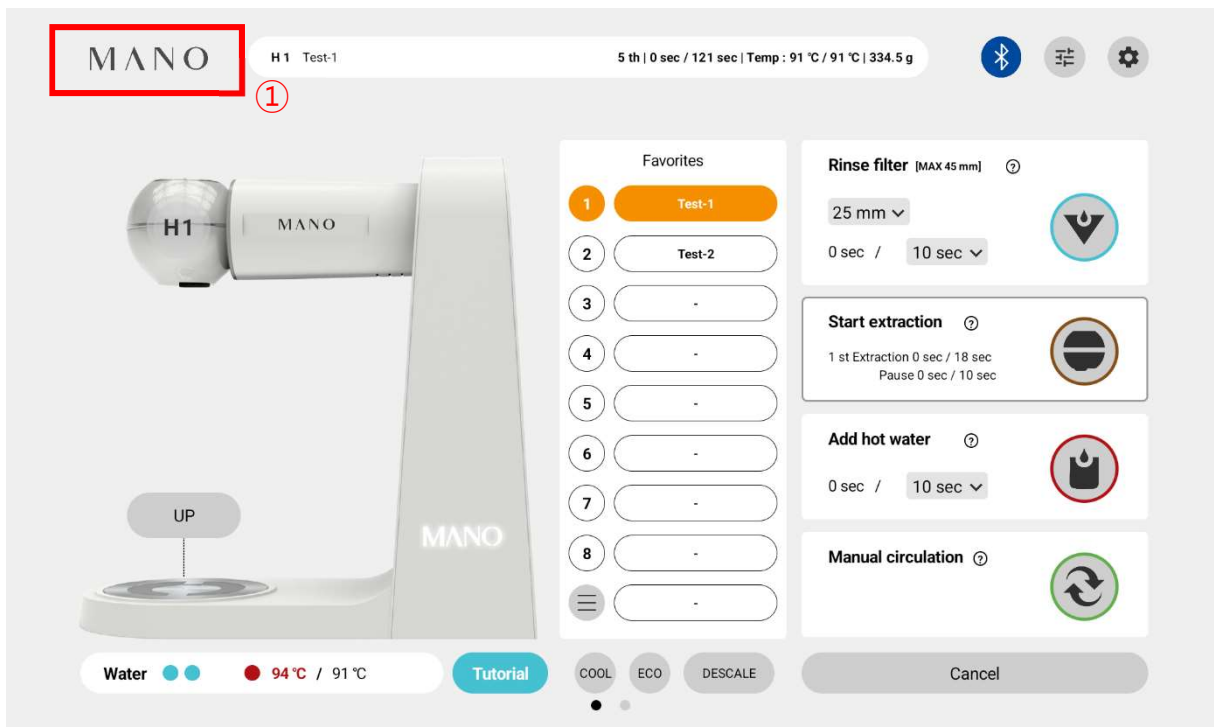 MANO
H 1 Test-1 5 th | 0 sec / 121 sec | Temp : 91 ℃ / 91 ℃ | 334.5 g
①
H1
MANO
UP
MANO
Favorites
1 Test-1
2 Test-2
3 -
4 -
5 -
6 -
7 -
8 -
-
Rinse filter [MAX 45 mm] ?
25 mm
0 sec / 10 sec
Start extraction ?
1 st Extraction 0 sec / 18 sec
Pause 0 sec / 10 sec
Add hot water ?
0 sec / 10 sec
Manual circulation ?
Water 94 ℃ / 91 ℃ Tutorial COOL ECO DESCALE Cancel